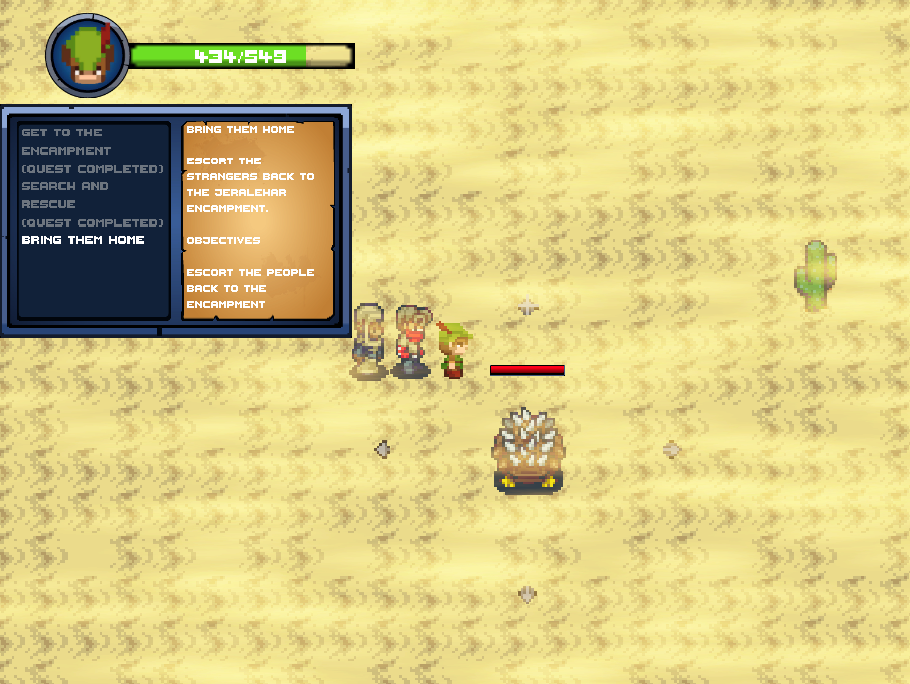 434/549
GET TO THE
ENCAMPMENT
(QUEST COMPLETED)
SEARCH AND
RESCUE
(QUEST COMPLETED)
BRING THEM HOME
BRING THEM HOME
ESCORT THE
STRANGERS BACK TO
THE JERALEHAR
ENCAMPMENT.
OBJECTIVES
ESCORT THE PEOPLE
BACK TO THE
ENCAMPMENT